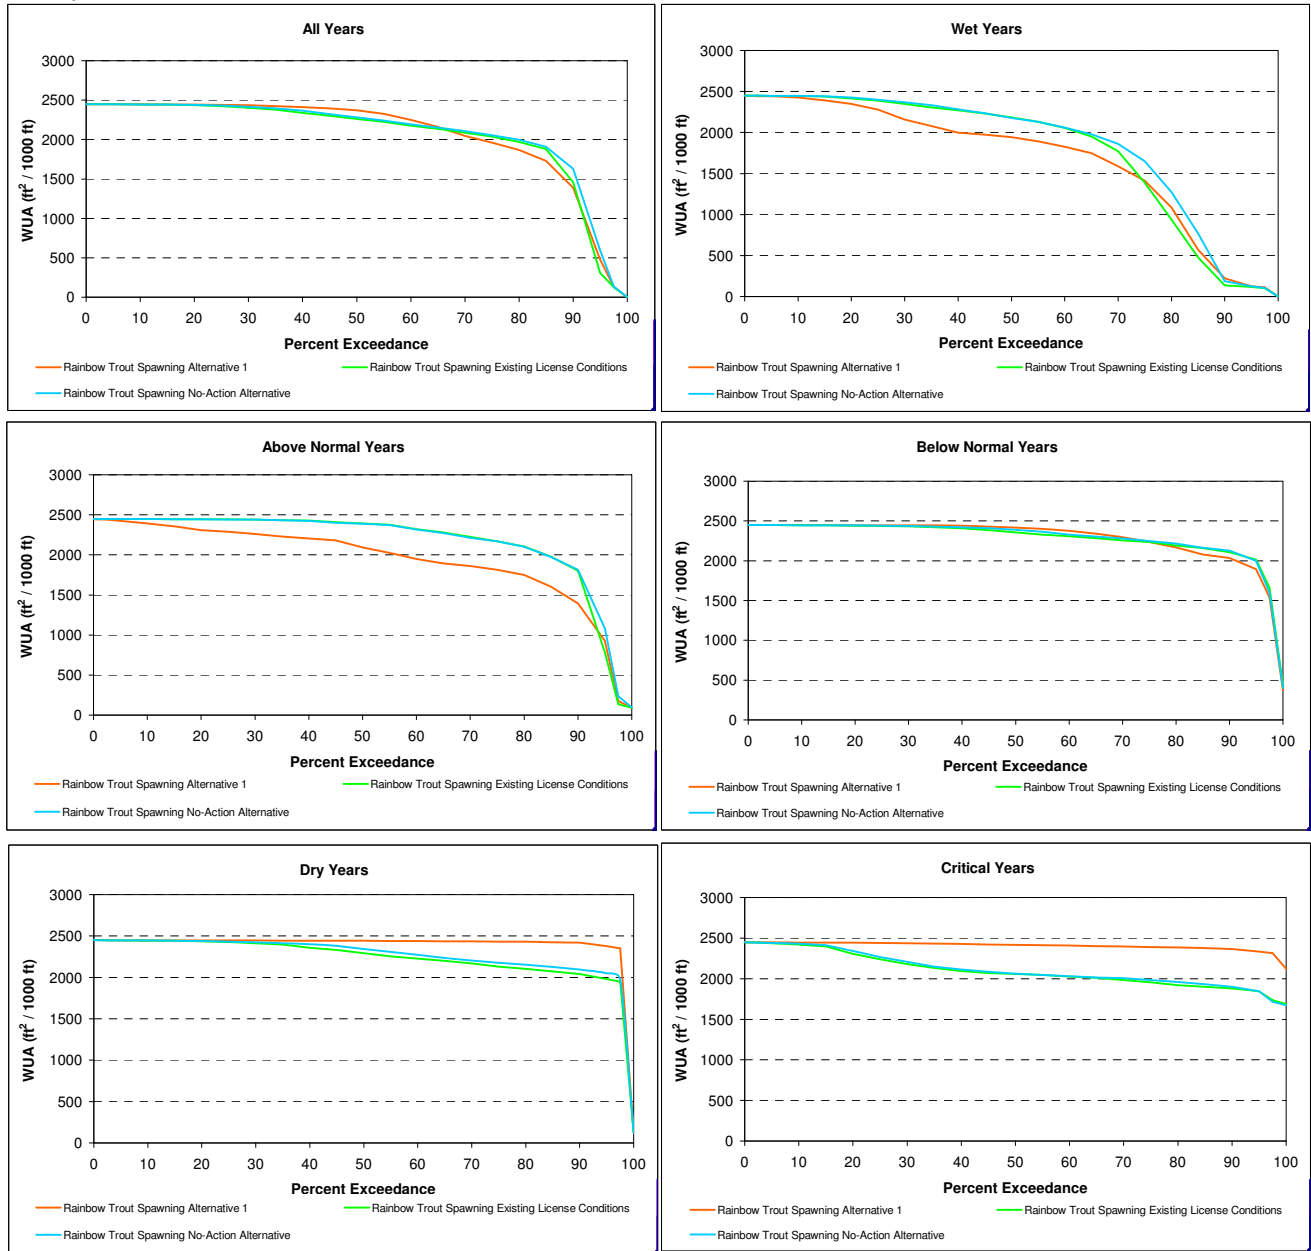 All Years
3000
2500
2000
1500
1000
500
0
WUA (ft² / 1000 ft)
0 10 20 30 40 50 60 70 80 90 100
Percent Exceedance
Rainbow Trout Spawning Alternative 1
Rainbow Trout Spawning Existing License Conditions
Rainbow Trout Spawning No-Action Alternative
Wet Years
3000
2500
2000
1500
1000
500
0
WUA (ft² / 1000 ft)
0 10 20 30 40 50 60 70 80 90 100
Percent Exceedance
Rainbow Trout Spawning Alternative 1
Rainbow Trout Spawning Existing License Conditions
Rainbow Trout Spawning No-Action Alternative
Above Normal Years
3000
2500
2000
1500
1000
500
0
WUA (ft² / 1000 ft)
0 10 20 30 40 50 60 70 80 90 100
Percent Exceedance
Rainbow Trout Spawning Alternative 1
Rainbow Trout Spawning Existing License Conditions
Rainbow Trout Spawning No-Action Alternative
Below Normal Years
3000
2500
2000
1500
1000
500
0
WUA (ft² / 1000 ft)
0 10 20 30 40 50 60 70 80 90 100
Percent Exceedance
Rainbow Trout Spawning Alternative 1
Rainbow Trout Spawning Existing License Conditions
Rainbow Trout Spawning No-Action Alternative
Dry Years
3000
2500
2000
1500
1000
500
0
WUA (ft² / 1000 ft)
0 10 20 30 40 50 60 70 80 90 100
Percent Exceedance
Rainbow Trout Spawning Alternative 1
Rainbow Trout Spawning Existing License Conditions
Rainbow Trout Spawning No-Action Alternative
Critical Years
3000
2500
2000
1500
1000
500
0
WUA (ft² / 1000 ft)
0 10 20 30 40 50 60 70 80 90 100
Percent Exceedance
Rainbow Trout Spawning Alternative 1
Rainbow Trout Spawning Existing License Conditions
Rainbow Trout Spawning No-Action Alternative